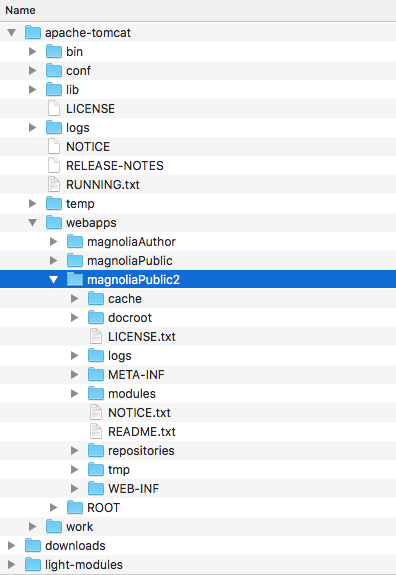 Name
apache-tomcat
bin
conf
lib
LICENSE
logs
NOTICE
RELEASE-NOTES
RUNNING.txt
temp
webapps
magnoliaAuthor
magnoliaPublic
magnoliaPublic2
cache
docroot
LICENSE.txt
logs
META-INF
modules
NOTICE.txt
README.txt
repositories
tmp
WEB-INF
ROOT
work
downloads
light-modules